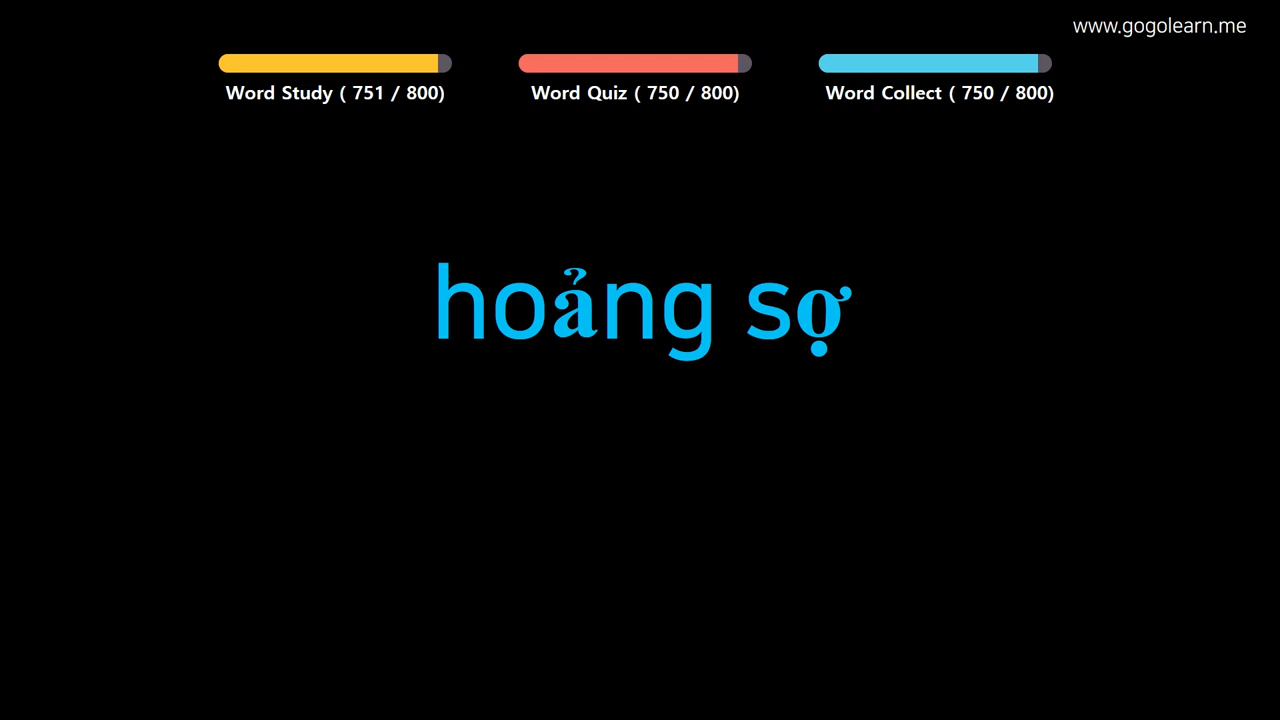 www.gogolearn.me
Word Study ( 751 / 800)
Word Quiz ( 750 / 800)
Word Collect ( 750 / 800)
hoảng sợ